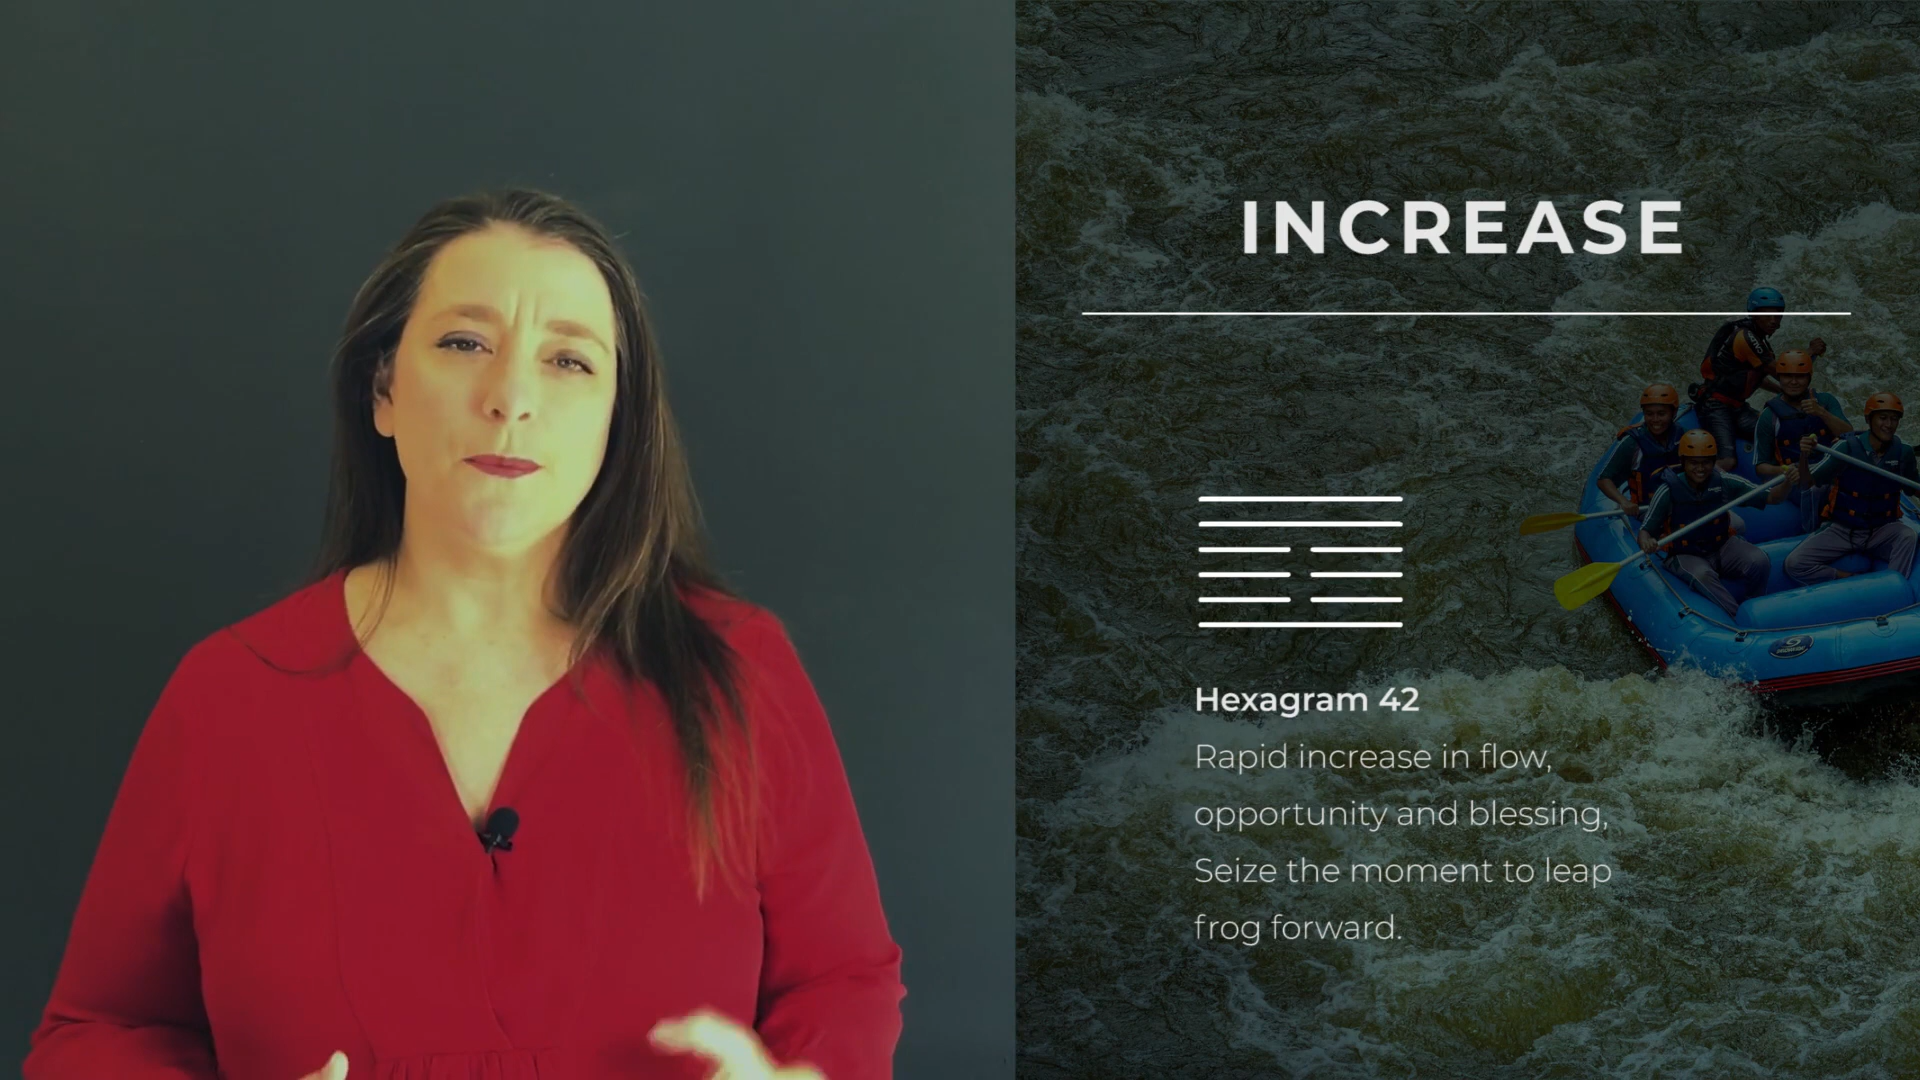 INCREASE
Hexagram 42
Rapid increase in flow,
opportunity and blessing,
Seize the moment to leap
frog forward.